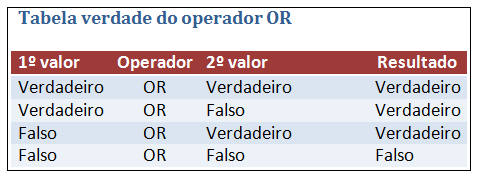 Tabela verdade do operador OR
1º valor Operador 2º valor Resultado
Verdadeiro OR Verdadeiro Verdadeiro
Verdadeiro OR Falso Verdadeiro
Falso OR Verdadeiro Verdadeiro
Falso OR Falso Falso